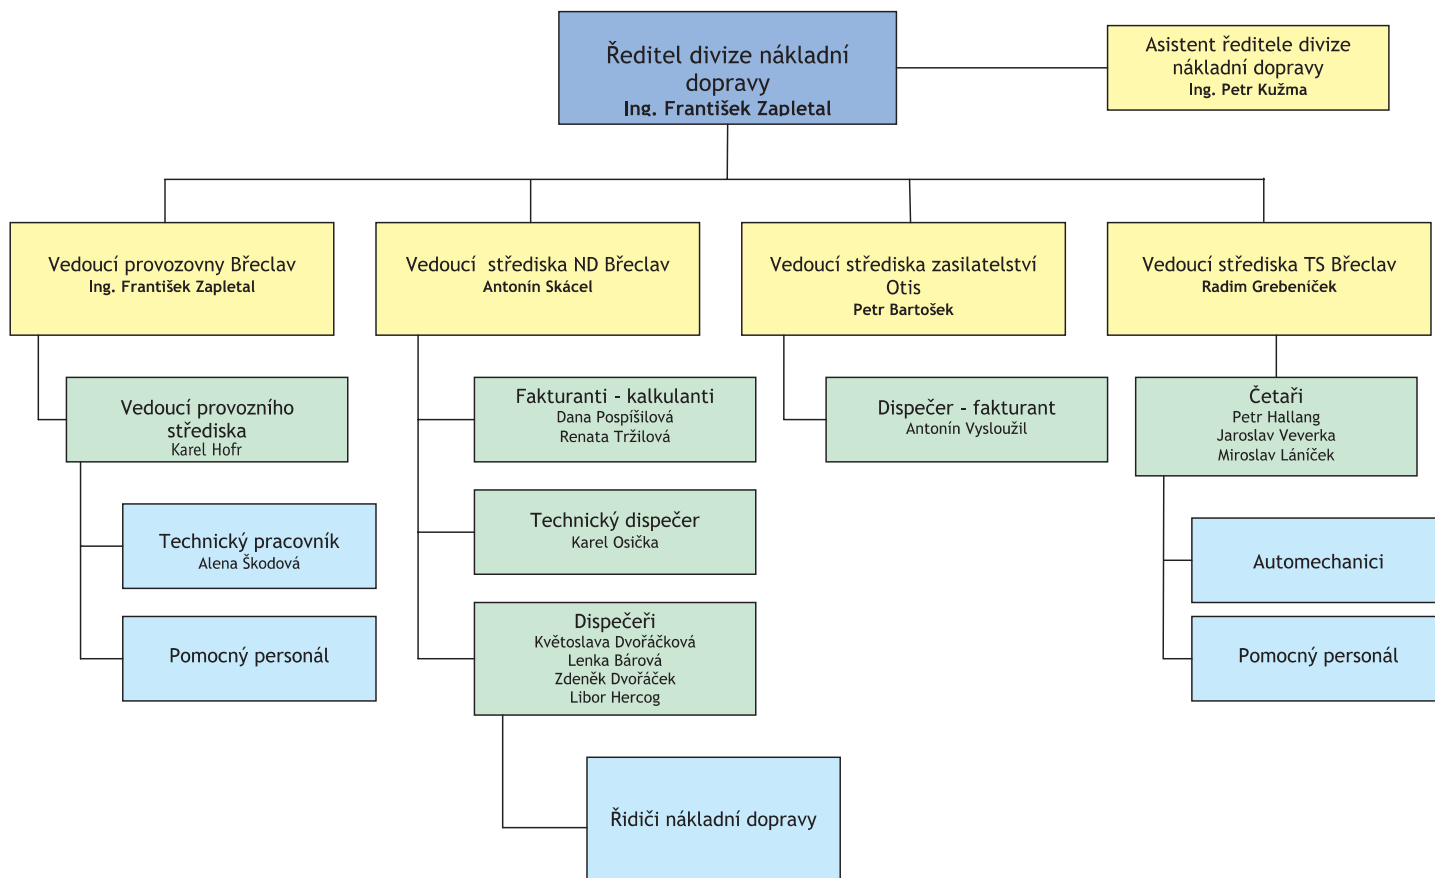 Ředitel divize nákladní
dopravy
Ing. František Zapletal
Asistent ředitele divize
nákladní dopravy
Ing. Petr Kužma
Vedoucí provozovny Břeclav
Ing. František Zapletal
Vedoucí střediska ND Břeclav
Antonín Skácel
Vedoucí střediska zasilatelství
Otis
Petr Bartošek
Vedoucí střediska TS Břeclav
Radim Grebeníček
Vedoucí provozního
střediska
Karel Hofr
Fakturanti - kalkulanti
Dana Pospíšilová
Renata Tržilová
Dispečer - fakturant
Antonín Vysloužil
Četaři
Petr Hallang
Jaroslav Veverka
Miroslav Láníček
Technický pracovník
Alena Škodová
Technický dispečer
Karel Osička
Automechanici
Pomocný personál
Dispečeři
Květoslava Dvořáčková
Lenka Bárová
Zdeněk Dvořáček
Libor Hercog
Pomocný personál
Řidiči nákladní dopravy